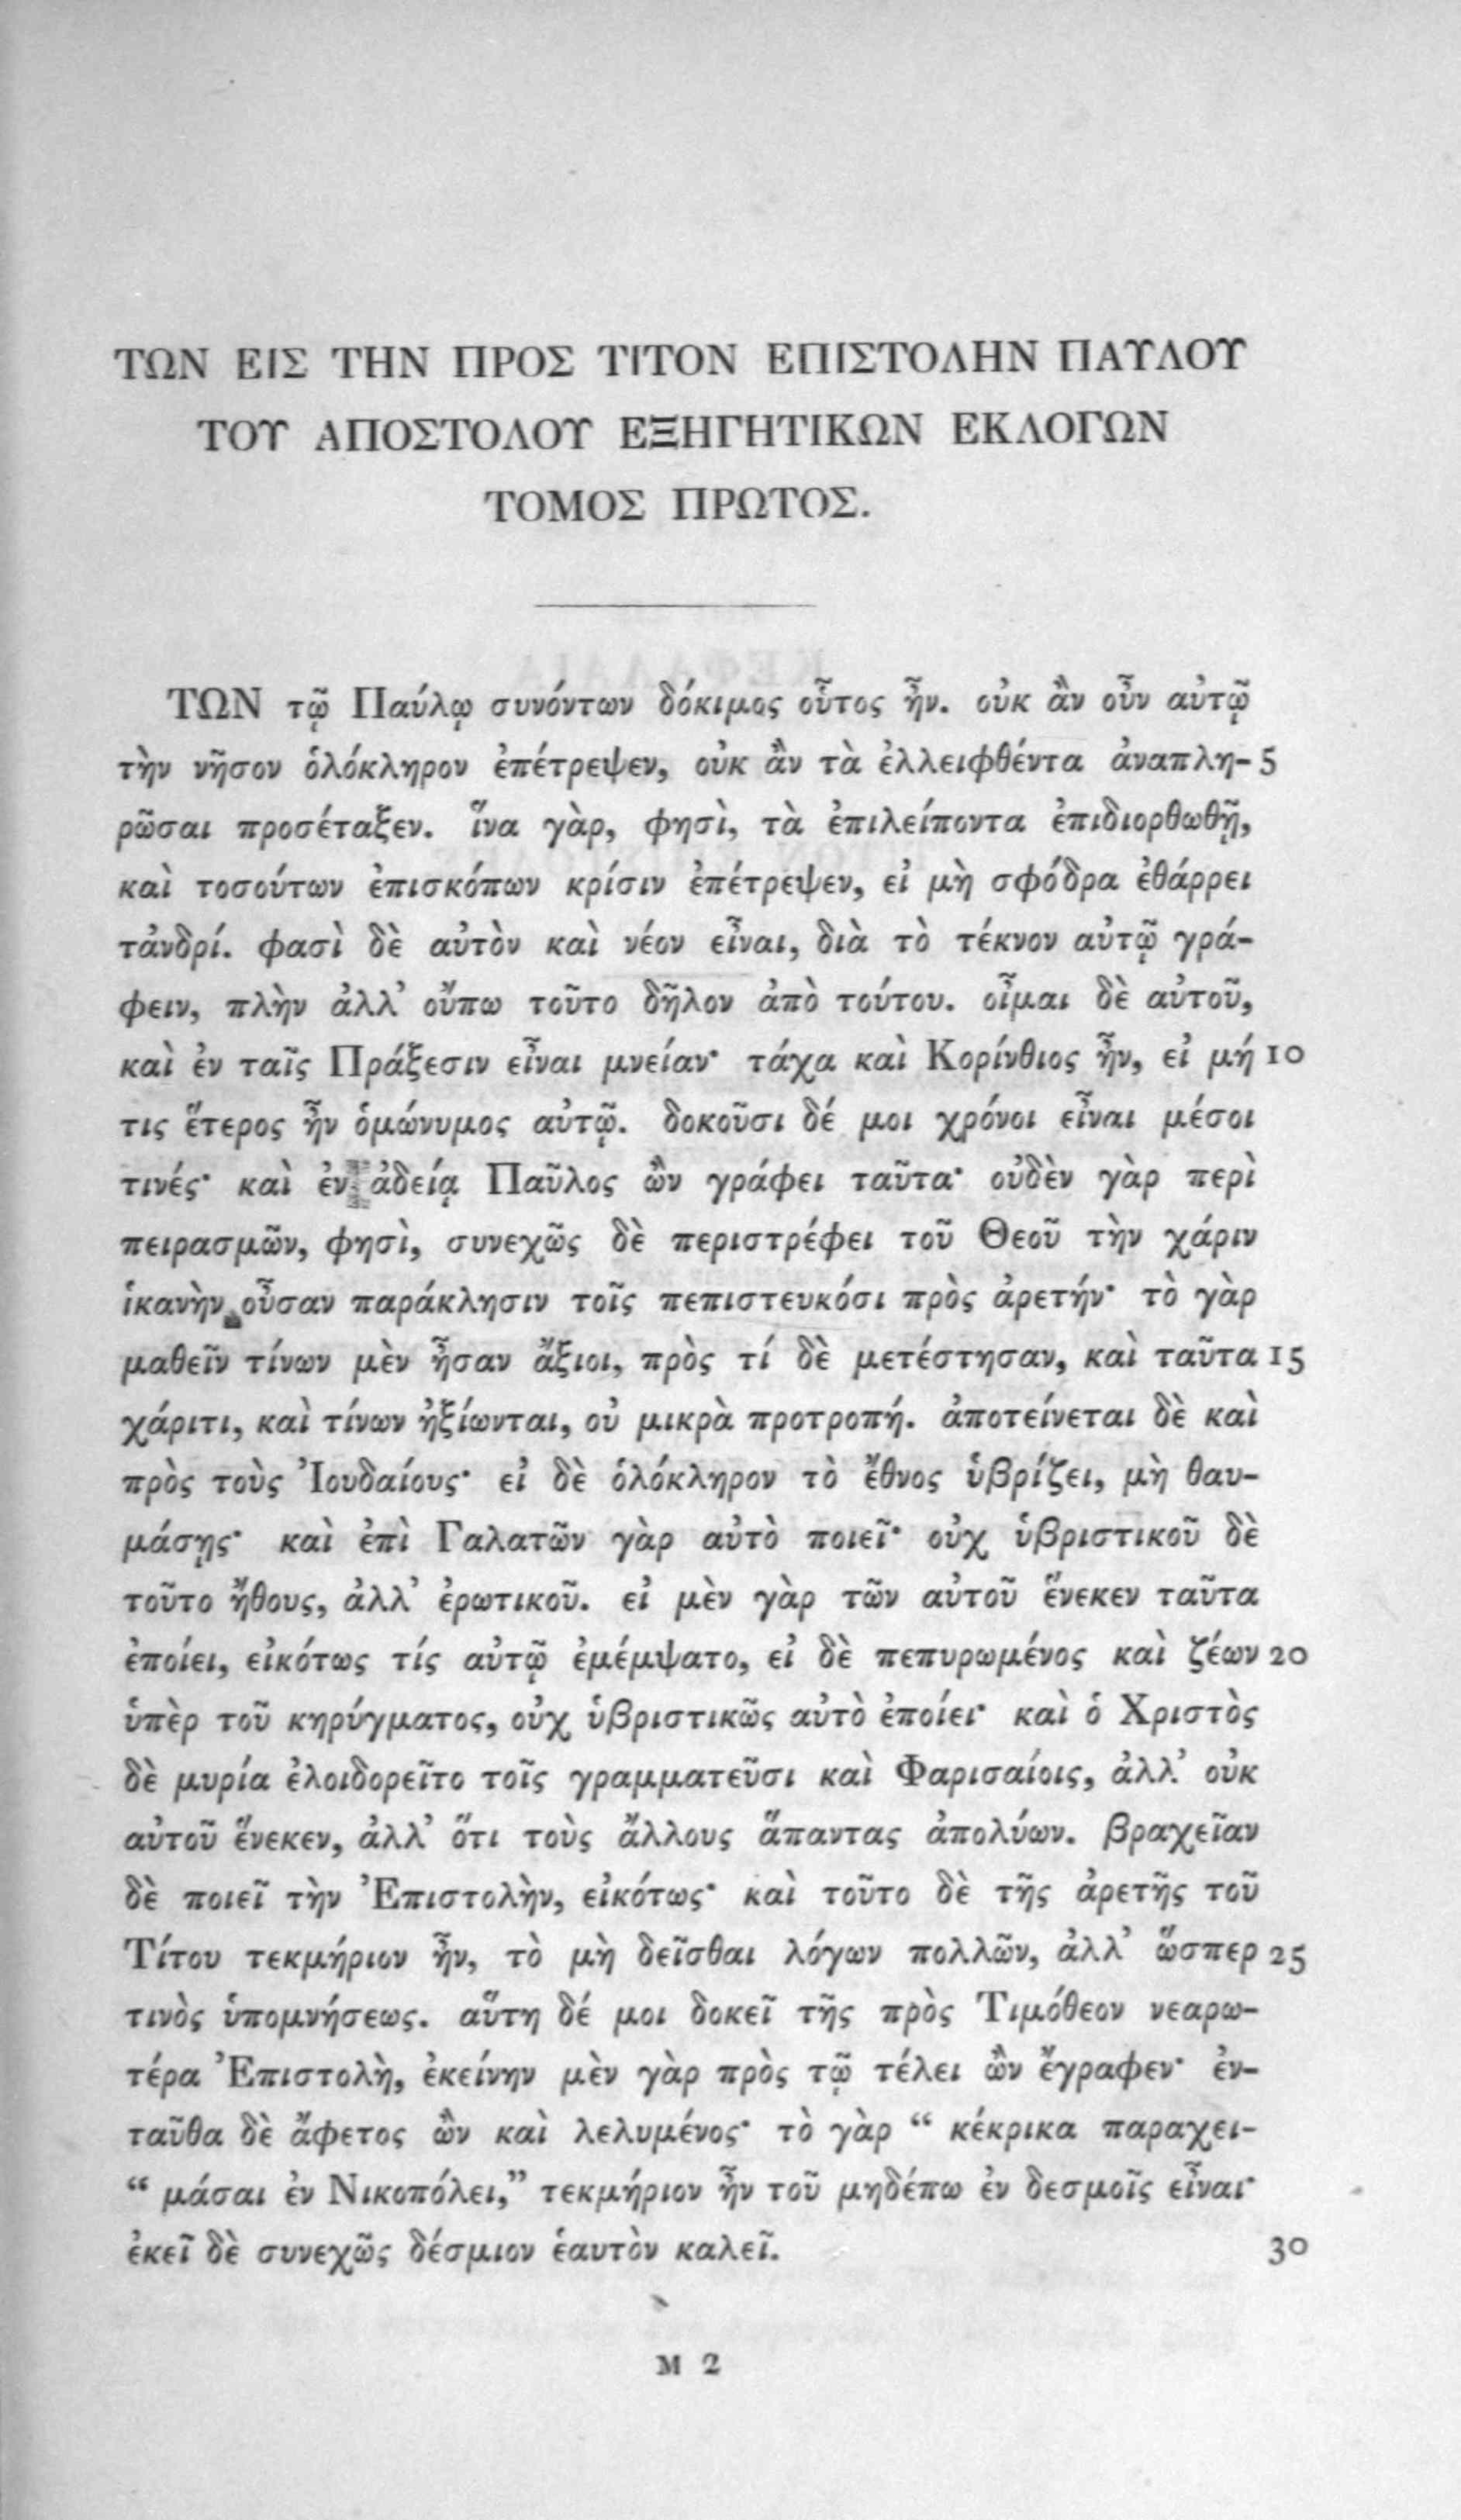 ΤΩΝ ΕΙΣ ΤΗΝ ΠΡΟΣ ΤΙΤΟΝ ΕΠΙΣΤΟΛΗΝ ΠΑΥΛΟΥ
ΤΟΥ ΑΠΟΣΤΟΛΟΥ ΕΞΗΓΗΤΙΚΩΝ ΕΚΛΟΓΩΝ
ΤΟΜΟΣ ΠΡΩΤΟΣ.
ΤΩΝ τῷ Παύλῳ συνόντων δόκιμος οὗτος ἦν. οὐκ ἂν οὖν αὐτῷ
τὴν νῆσον ὁλόκληρον ἐπέτρεψεν, οὐκ ἂν τὰ ἐλλειφθέντα ἀναπλη- 5
ρῶσαι προσέταξεν. ἵνα γὰρ, φησὶ, τὰ ἐπιλείποντα ἐπιδιορθωθῇ,
καὶ τοσούτων ἐπισκόπων κρίσιν ἐπέτρεψεν, εἰ μὴ σφόδρα ἐθάρρει
τἀνδρί. φασὶ δὲ αὐτὸν καὶ νέον εἶναι, διὰ τὸ τέκνον αὐτῷ γρά-
φειν, πλὴν ἀλλ’ οὔπω τοῦτο δῆλον ἀπὸ τούτου. οἶμαι δὲ αὐτοῦ,
καὶ ἐν ταῖς Πράξεσιν εἶναι μνείαν· τάχα καὶ Κορίνθιος ἦν, εἰ μή 10
τις ἕτερος ἦν ὁμώνυμος αὐτῷ. δοκοῦσι δέ μοι χρόνοι εἶναι μέσοι
τινές· καὶ ἐν ἀδείᾳ Παῦλος ὢν γράφει ταῦτα· οὐδὲν γὰρ περὶ
πειρασμῶν, φησὶ, συνεχῶς δὲ περιστρέφει τοῦ Θεοῦ τὴν χάριν
ἱκανὴν οὖσαν παράκλησιν τοῖς πεπιστευκόσι πρὸς ἀρετήν· τὸ γὰρ
μαθεῖν τίνων μὲν ἦσαν ἄξιοι, πρὸς τί δὲ μετέστησαν, καὶ ταῦτα 15
χάριτι, καὶ τίνων ἠξίωνται, οὐ μικρὰ προτροπή. ἀποτείνεται δὲ καὶ
πρὸς τοὺς Ἰουδαίους· εἰ δὲ ὁλόκληρον τὸ ἔθνος ὑβρίζει, μὴ θαυ-
μάσῃς· καὶ ἐπὶ Γαλατῶν γὰρ αὐτὸ ποιεῖ· οὐχ ὑβριστικοῦ δὲ
τοῦτο ἤθους, ἀλλ’ ἐρωτικοῦ. εἰ μὲν γὰρ τῶν αὐτοῦ ἕνεκεν ταῦτα
ἐποίει, εἰκότως τίς αὐτῷ ἐμέμψατο, εἰ δὲ πεπυρωμένος καὶ ζέων 20
ὑπὲρ τοῦ κηρύγματος, οὐχ ὑβριστικῶς αὐτὸ ἐποίει· καὶ ὁ Χριστὸς
δὲ μυρία ἐλοιδορεῖτο τοῖς γραμματεῦσι καὶ Φαρισαίοις, ἀλλ’ οὐκ
αὐτοῦ ἕνεκεν, ἀλλ’ ὅτι τοὺς ἄλλους ἅπαντας ἀπολύων. βραχεῖαν
δὲ ποιεῖ τὴν Ἐπιστολὴν, εἰκότως· καὶ τοῦτο δὲ τῆς ἀρετῆς τοῦ
Τίτου τεκμήριον ἦν, τὸ μὴ δεῖσθαι λόγων πολλῶν, ἀλλ’ ὥσπερ 25
τινὸς ὑπομνήσεως. αὕτη δέ μοι δοκεῖ τῆς πρὸς Τιμόθεον νεαρω-
τέρα Ἐπιστολὴ, ἐκείνην μὲν γὰρ πρὸς τῷ τέλει ὢν ἔγραφεν· ἐν-
ταῦθα δὲ ἄφετος ὢν καὶ λελυμένος· τὸ γὰρ “ κέκρικα παραχει-
“ μάσαι ἐν Νικοπόλει,” τεκμήριον ἦν τοῦ μηδέπω ἐν δεσμοῖς εἶναι·
ἐκεῖ δὲ συνεχῶς δέσμιον ἑαυτὸν καλεῖ. 30
M 2